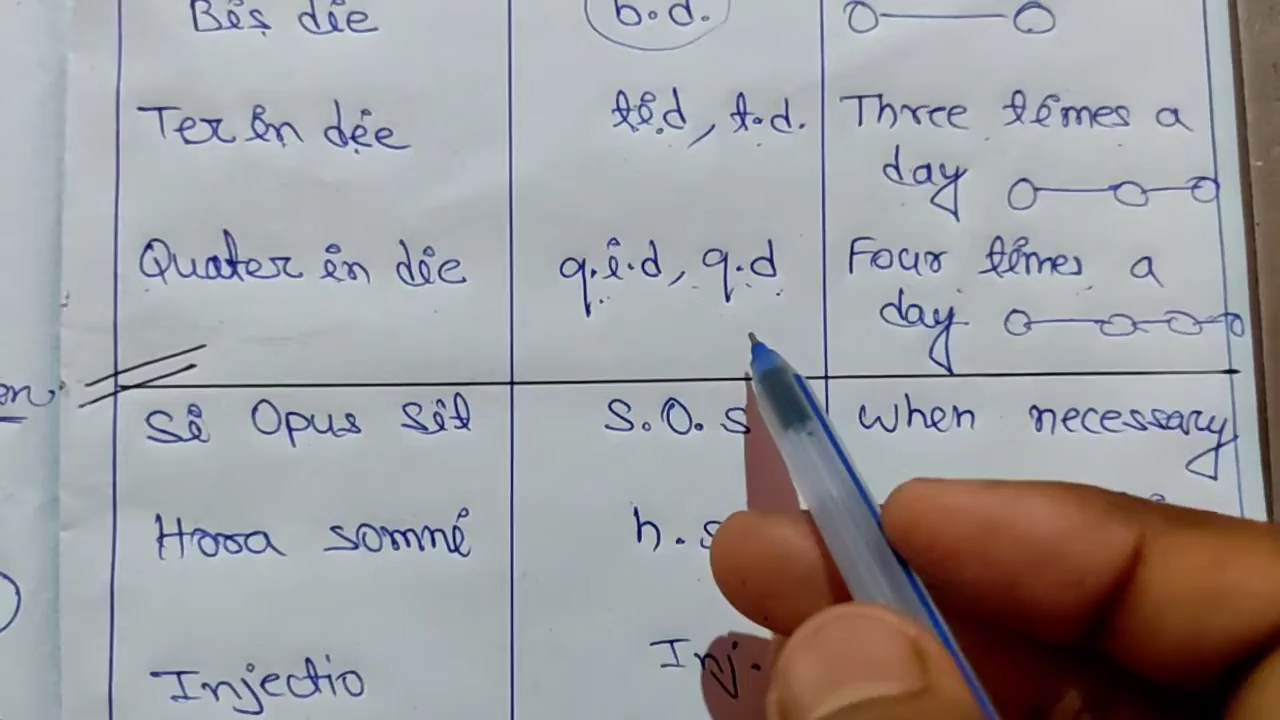 Bis die b.d.
Ter in die tid, t.d. Three times a
day
Quater in die q.i.d, q.d Four times a
day
Si Opus Sit S.O.s when necessary
Hora somni h.s
Injectio Inj.